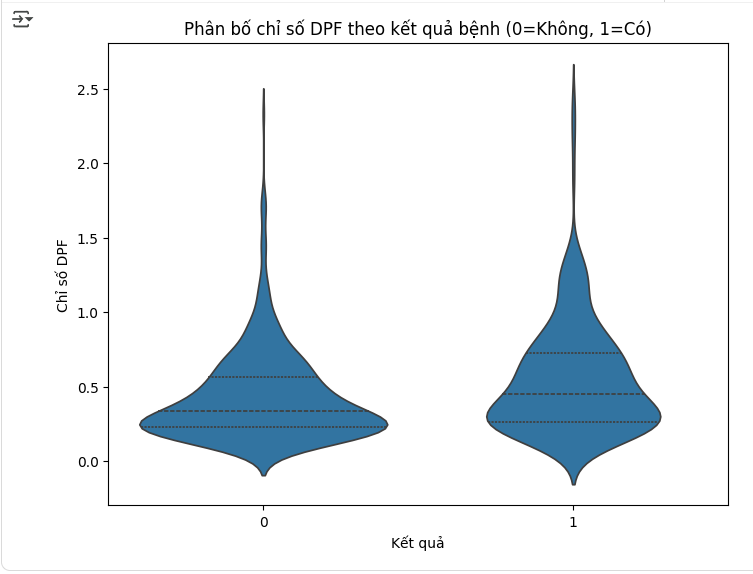 Phân bố chỉ số DPF theo kết quả bệnh (0=Không, 1=Có)
2.5
2.0
1.5
1.0
0.5
0.0
Chỉ số DPF
0 1
Kết quả